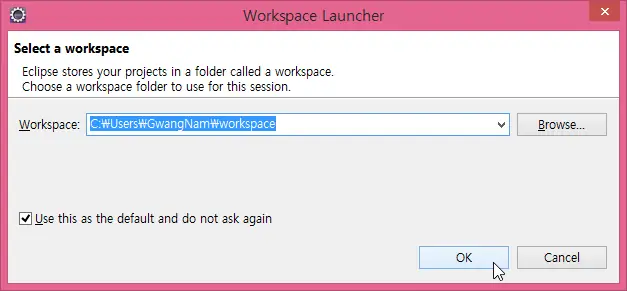 Workspace Launcher
Select a workspace
Eclipse stores your projects in a folder called a workspace.
Choose a workspace folder to use for this session.
Workspace: C:₩Users₩GwangNam₩workspace Browse...
Use this as the default and do not ask again
OK Cancel